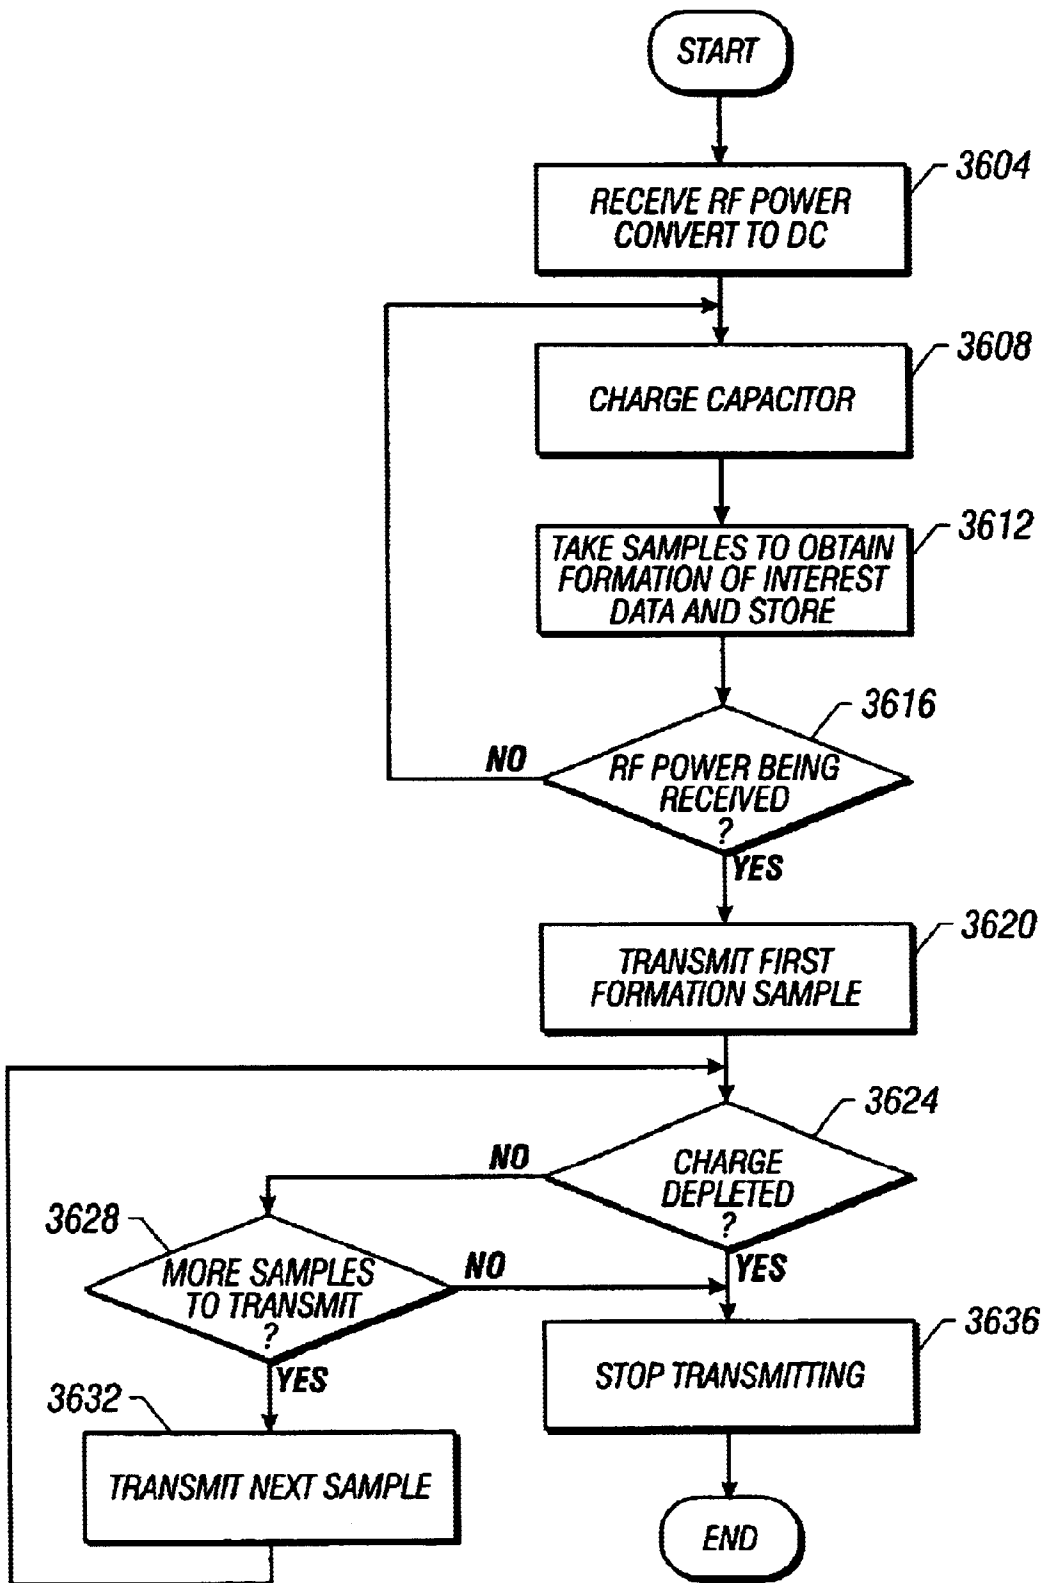 START
3604
RECEIVE RF POWER
CONVERT TO DC
3608
CHARGE CAPACITOR
3612
TAKE SAMPLES TO OBTAIN
FORMATION OF INTEREST
DATA AND STORE
3616
NO
RF POWER BEING
RECEIVED
?
YES
3620
TRANSMIT FIRST
FORMATION SAMPLE
3624
NO
CHARGE
DEPLETED
?
YES
3628
MORE SAMPLES
TO TRANSMIT
?
NO
YES
3636
STOP TRANSMITTING
3632
TRANSMIT NEXT SAMPLE
END